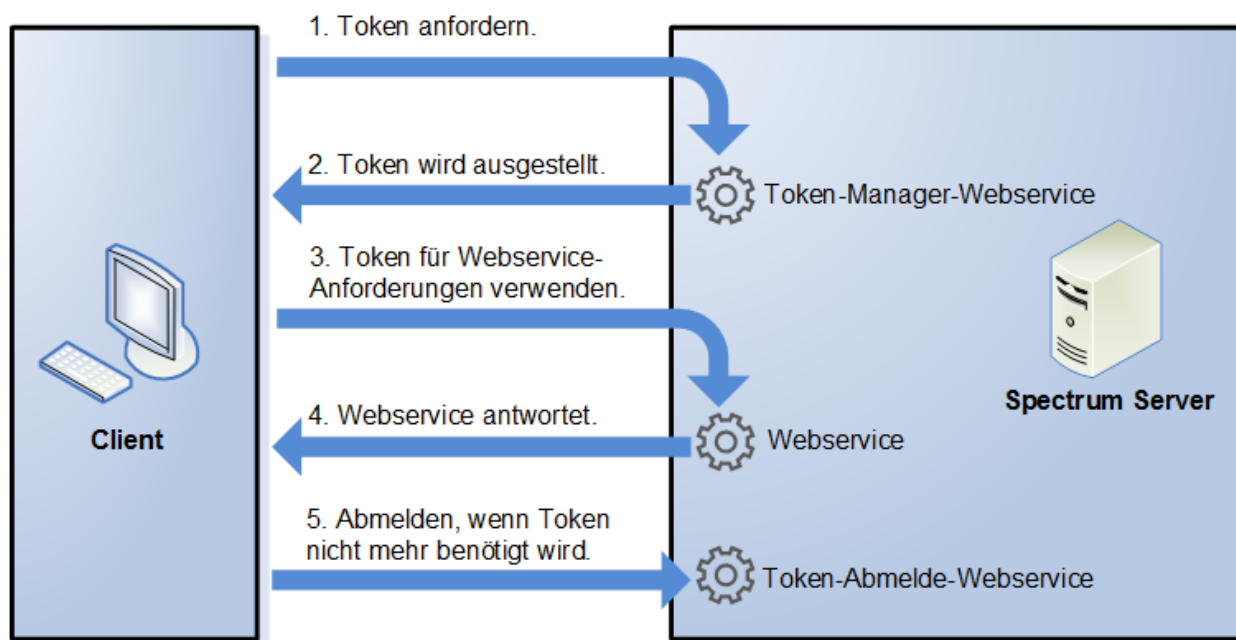 1. Token anfordern.
2. Token wird ausgestellt.
Token-Manager-Webservice
3. Token für Webservice-
Anforderungen verwenden.
Spectrum Server
Client
4. Webservice antwortet.
Webservice
5. Abmelden, wenn Token
nicht mehr benötigt wird.
Token-Abmelde-Webservice